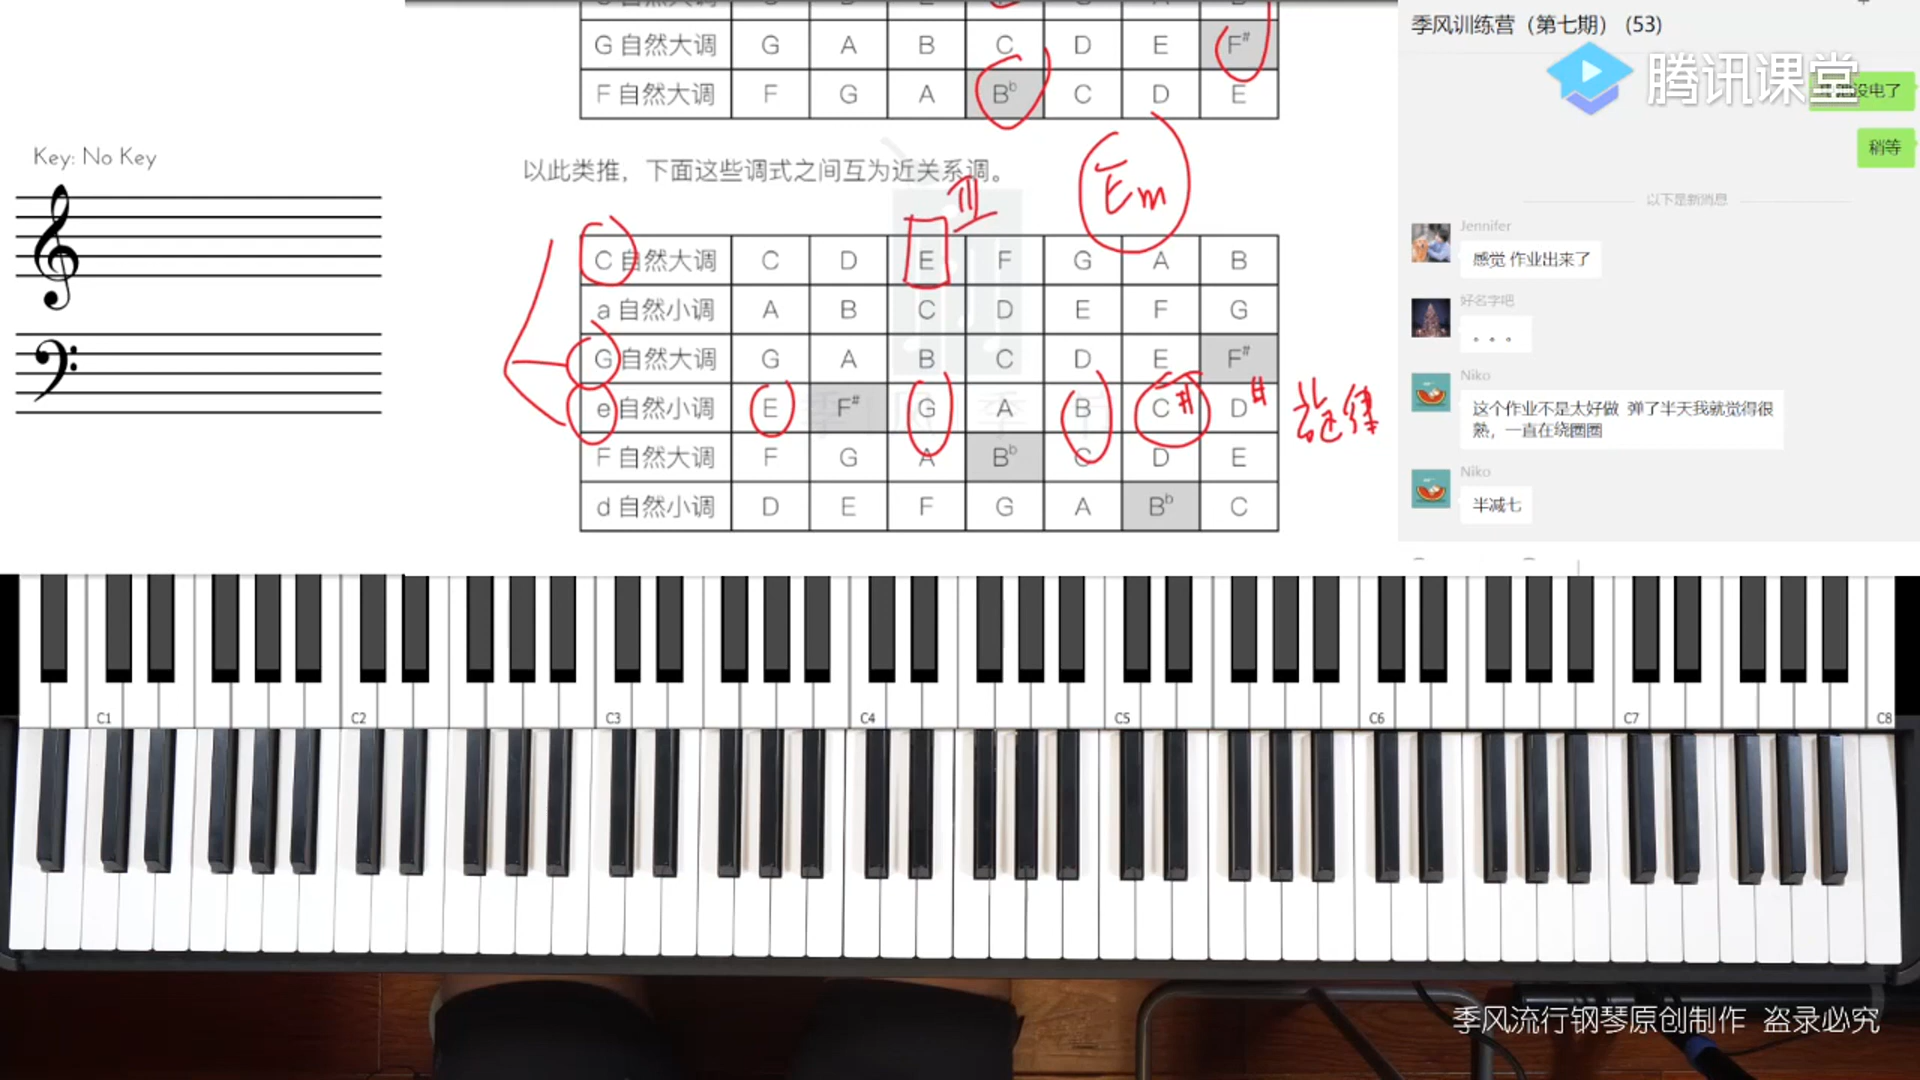 季风训练营（第七期） (53)
腾讯课堂
没电了
稍等
G 自然大调 G A B C D E F#
F 自然大调 F G A Bb C D E
Key: No Key
以此类推，下面这些调式之间互为近关系调。
Em
III
C 自然大调 C D E F G A B
a 自然小调 A B C D E F G
G 自然大调 G A B C D E F#
e 自然小调 E F# G A B C# D# 旋律
F 自然大调 F G A Bb C D E
d 自然小调 D E F G A Bb C
以下是新消息
Jennifer
感觉 作业出来了
好名字吧
。。。
Niko
这个作业不是太好做 弹了半天我就觉得很
熟，一直在绕圈圈
Niko
半减七
C1 C2 C3 C4 C5 C6 C7 C8
季风流行钢琴原创制作 盗录必究